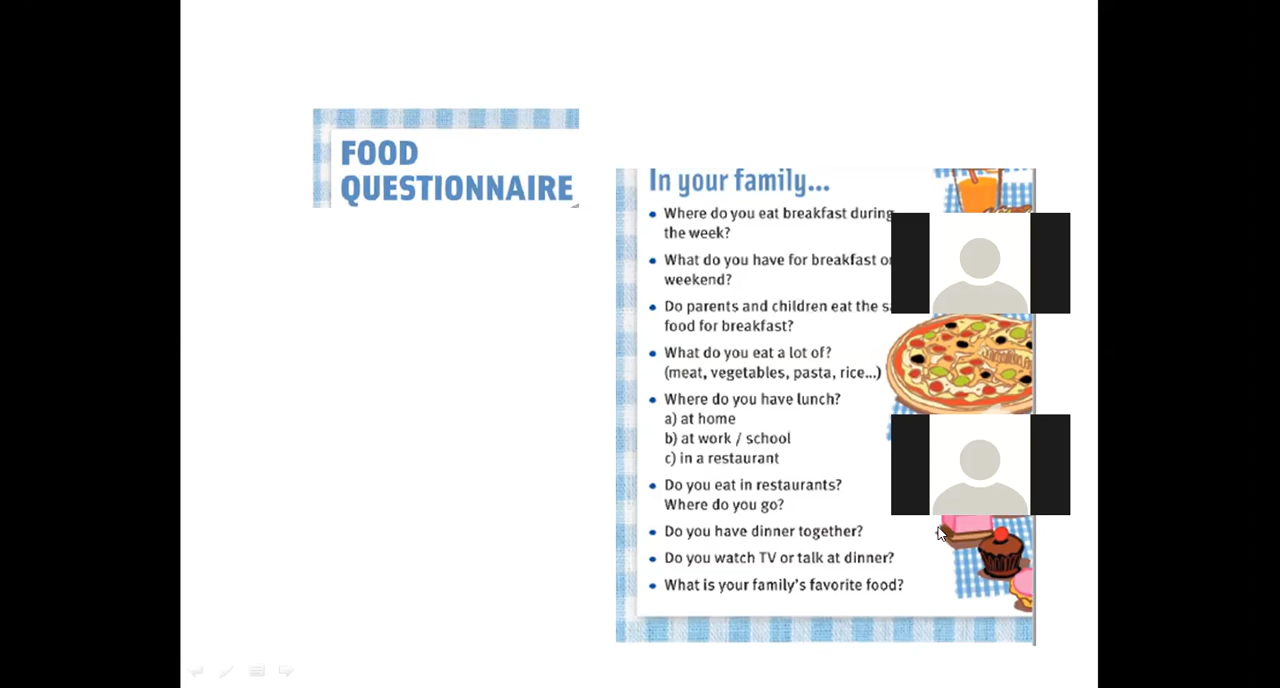 FOOD
QUESTIONNAIRE
In your family...
• Where do you eat breakfast during
the week?
• What do you have for breakfast
weekend?
• Do parents and children eat the
food for breakfast?
• What do you eat a lot of?
(meat, vegetables, pasta, rice...)
• Where do you have lunch?
a) at home
b) at work / school
c) in a restaurant
• Do you eat in restaurants?
Where do you go?
• Do you have dinner together?
• Do you watch TV or talk at dinner?
• What is your family's favorite food?